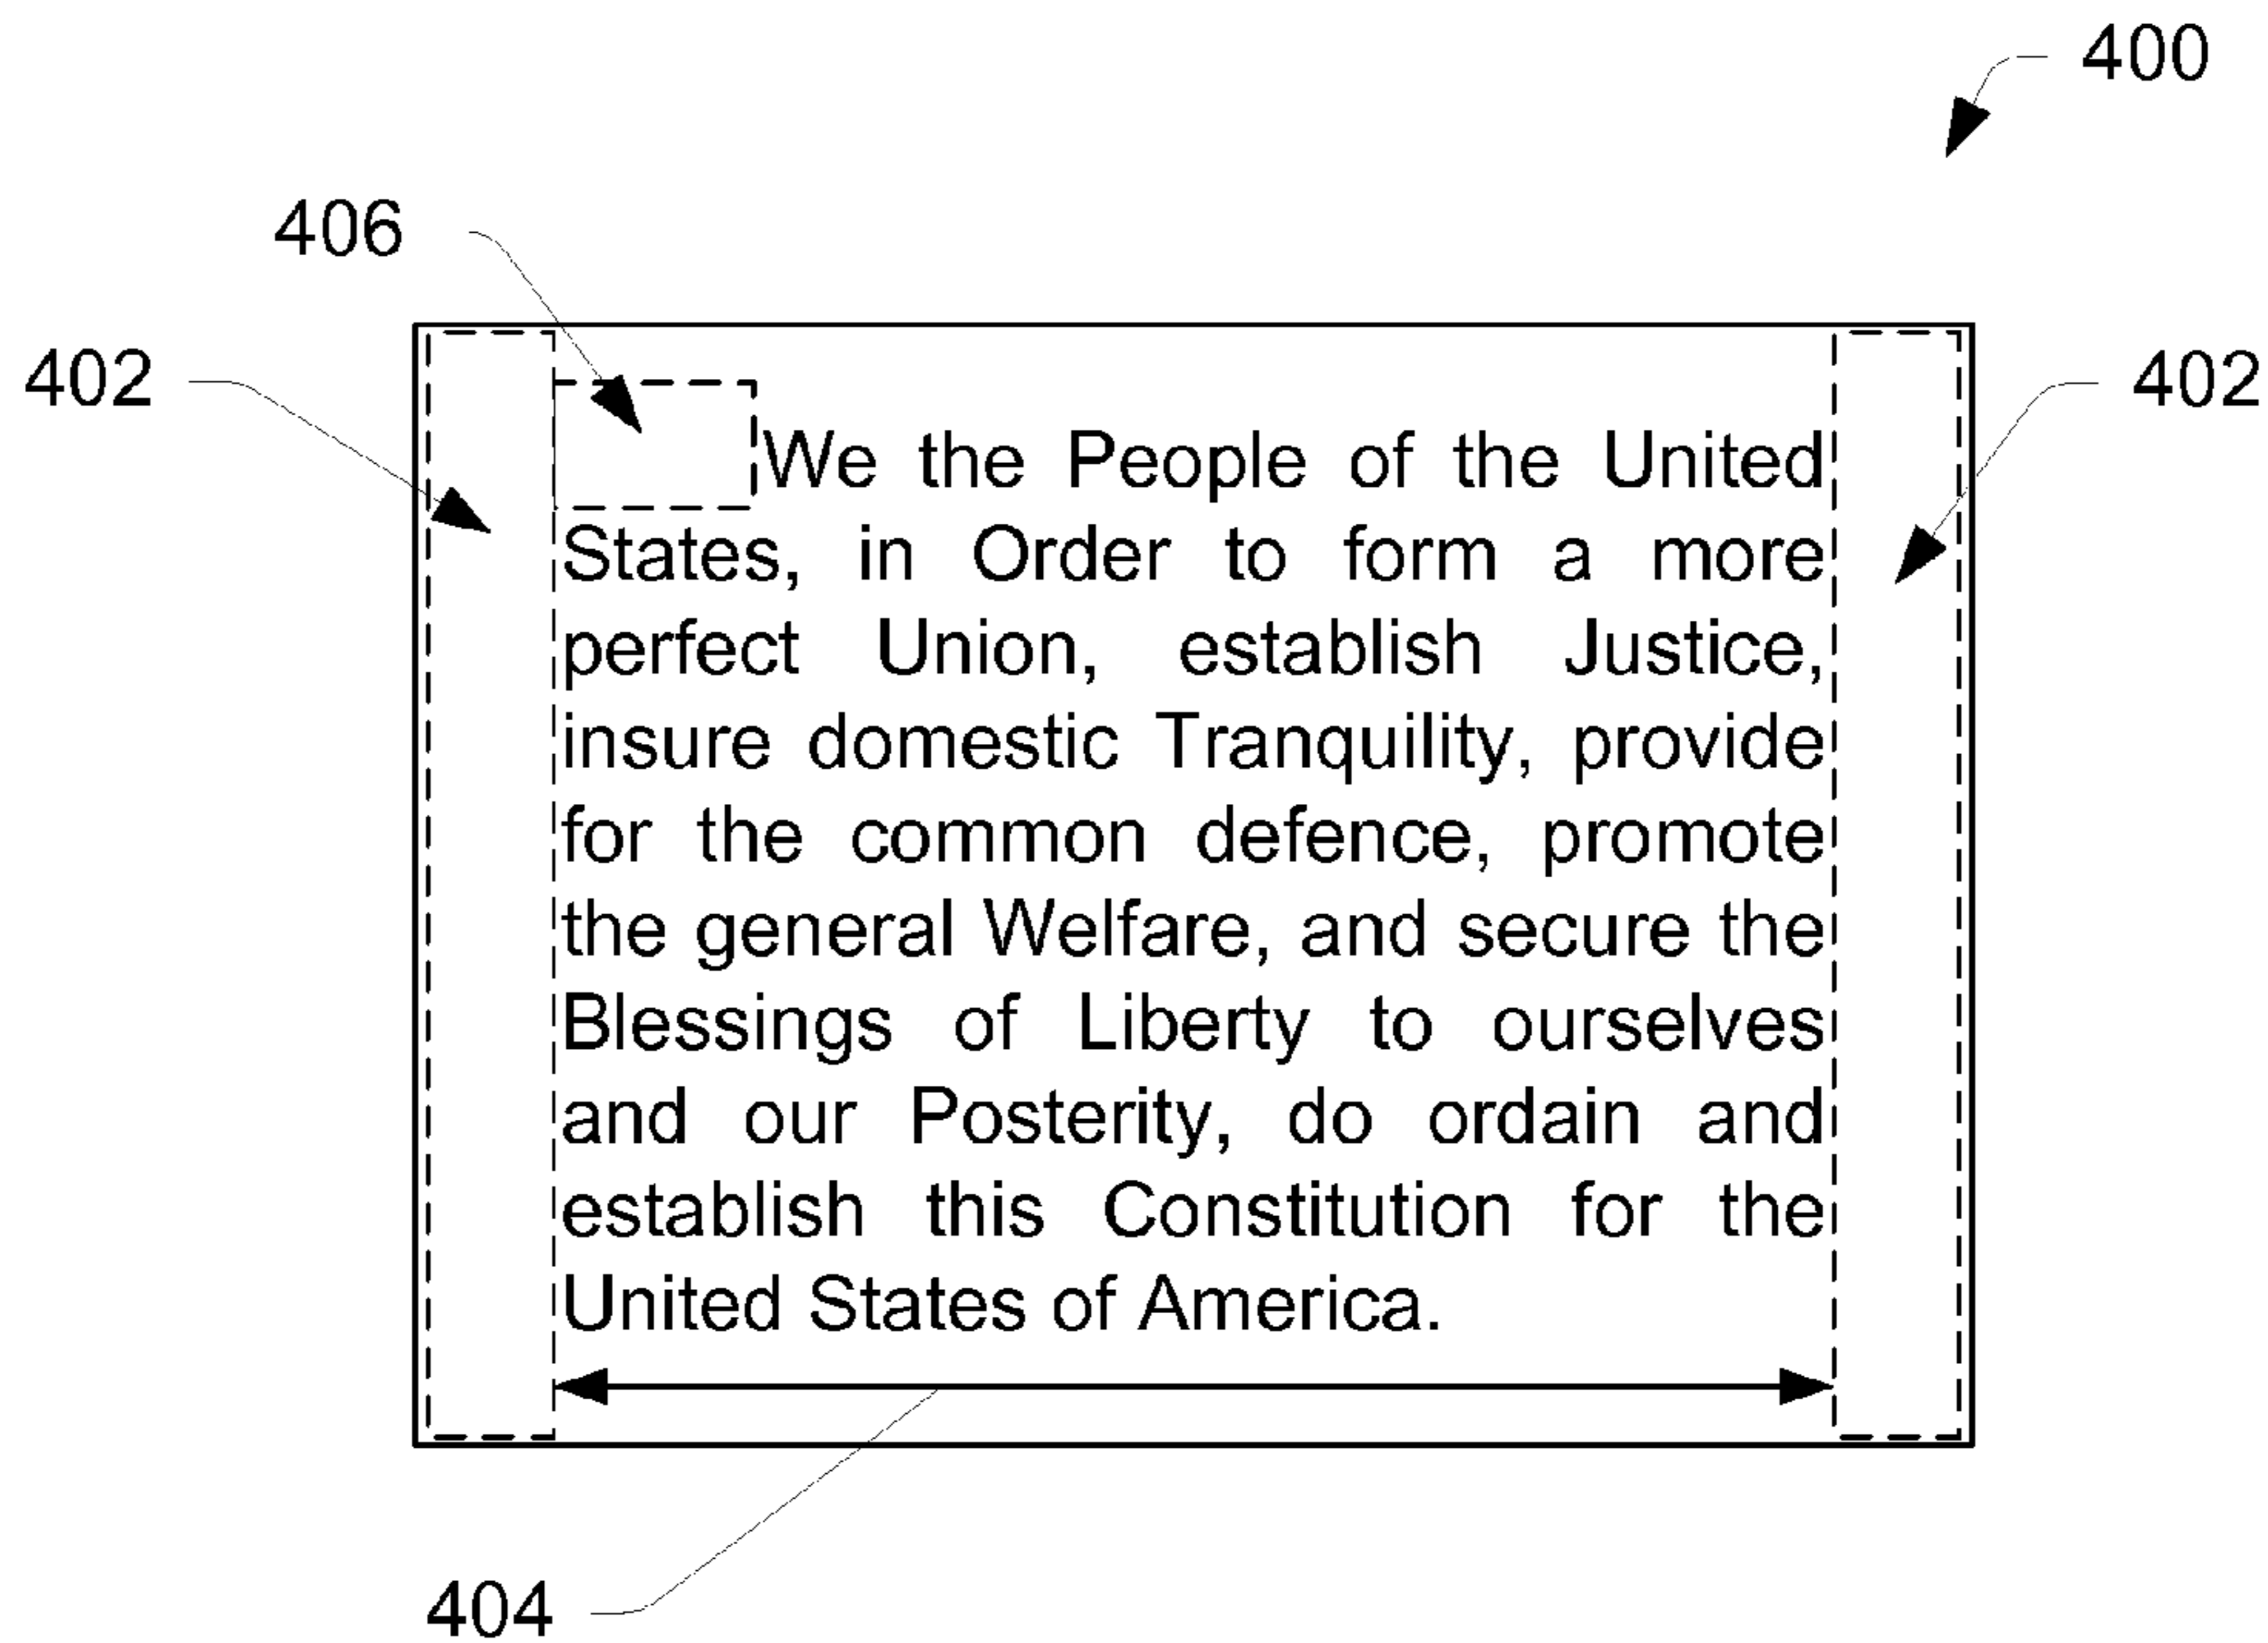 400
406
402
402
We the People of the United
States, in Order to form a more
perfect Union, establish Justice,
insure domestic Tranquility, provide
for the common defence, promote
the general Welfare, and secure the
Blessings of Liberty to ourselves
and our Posterity, do ordain and
establish this Constitution for the
United States of America.
404